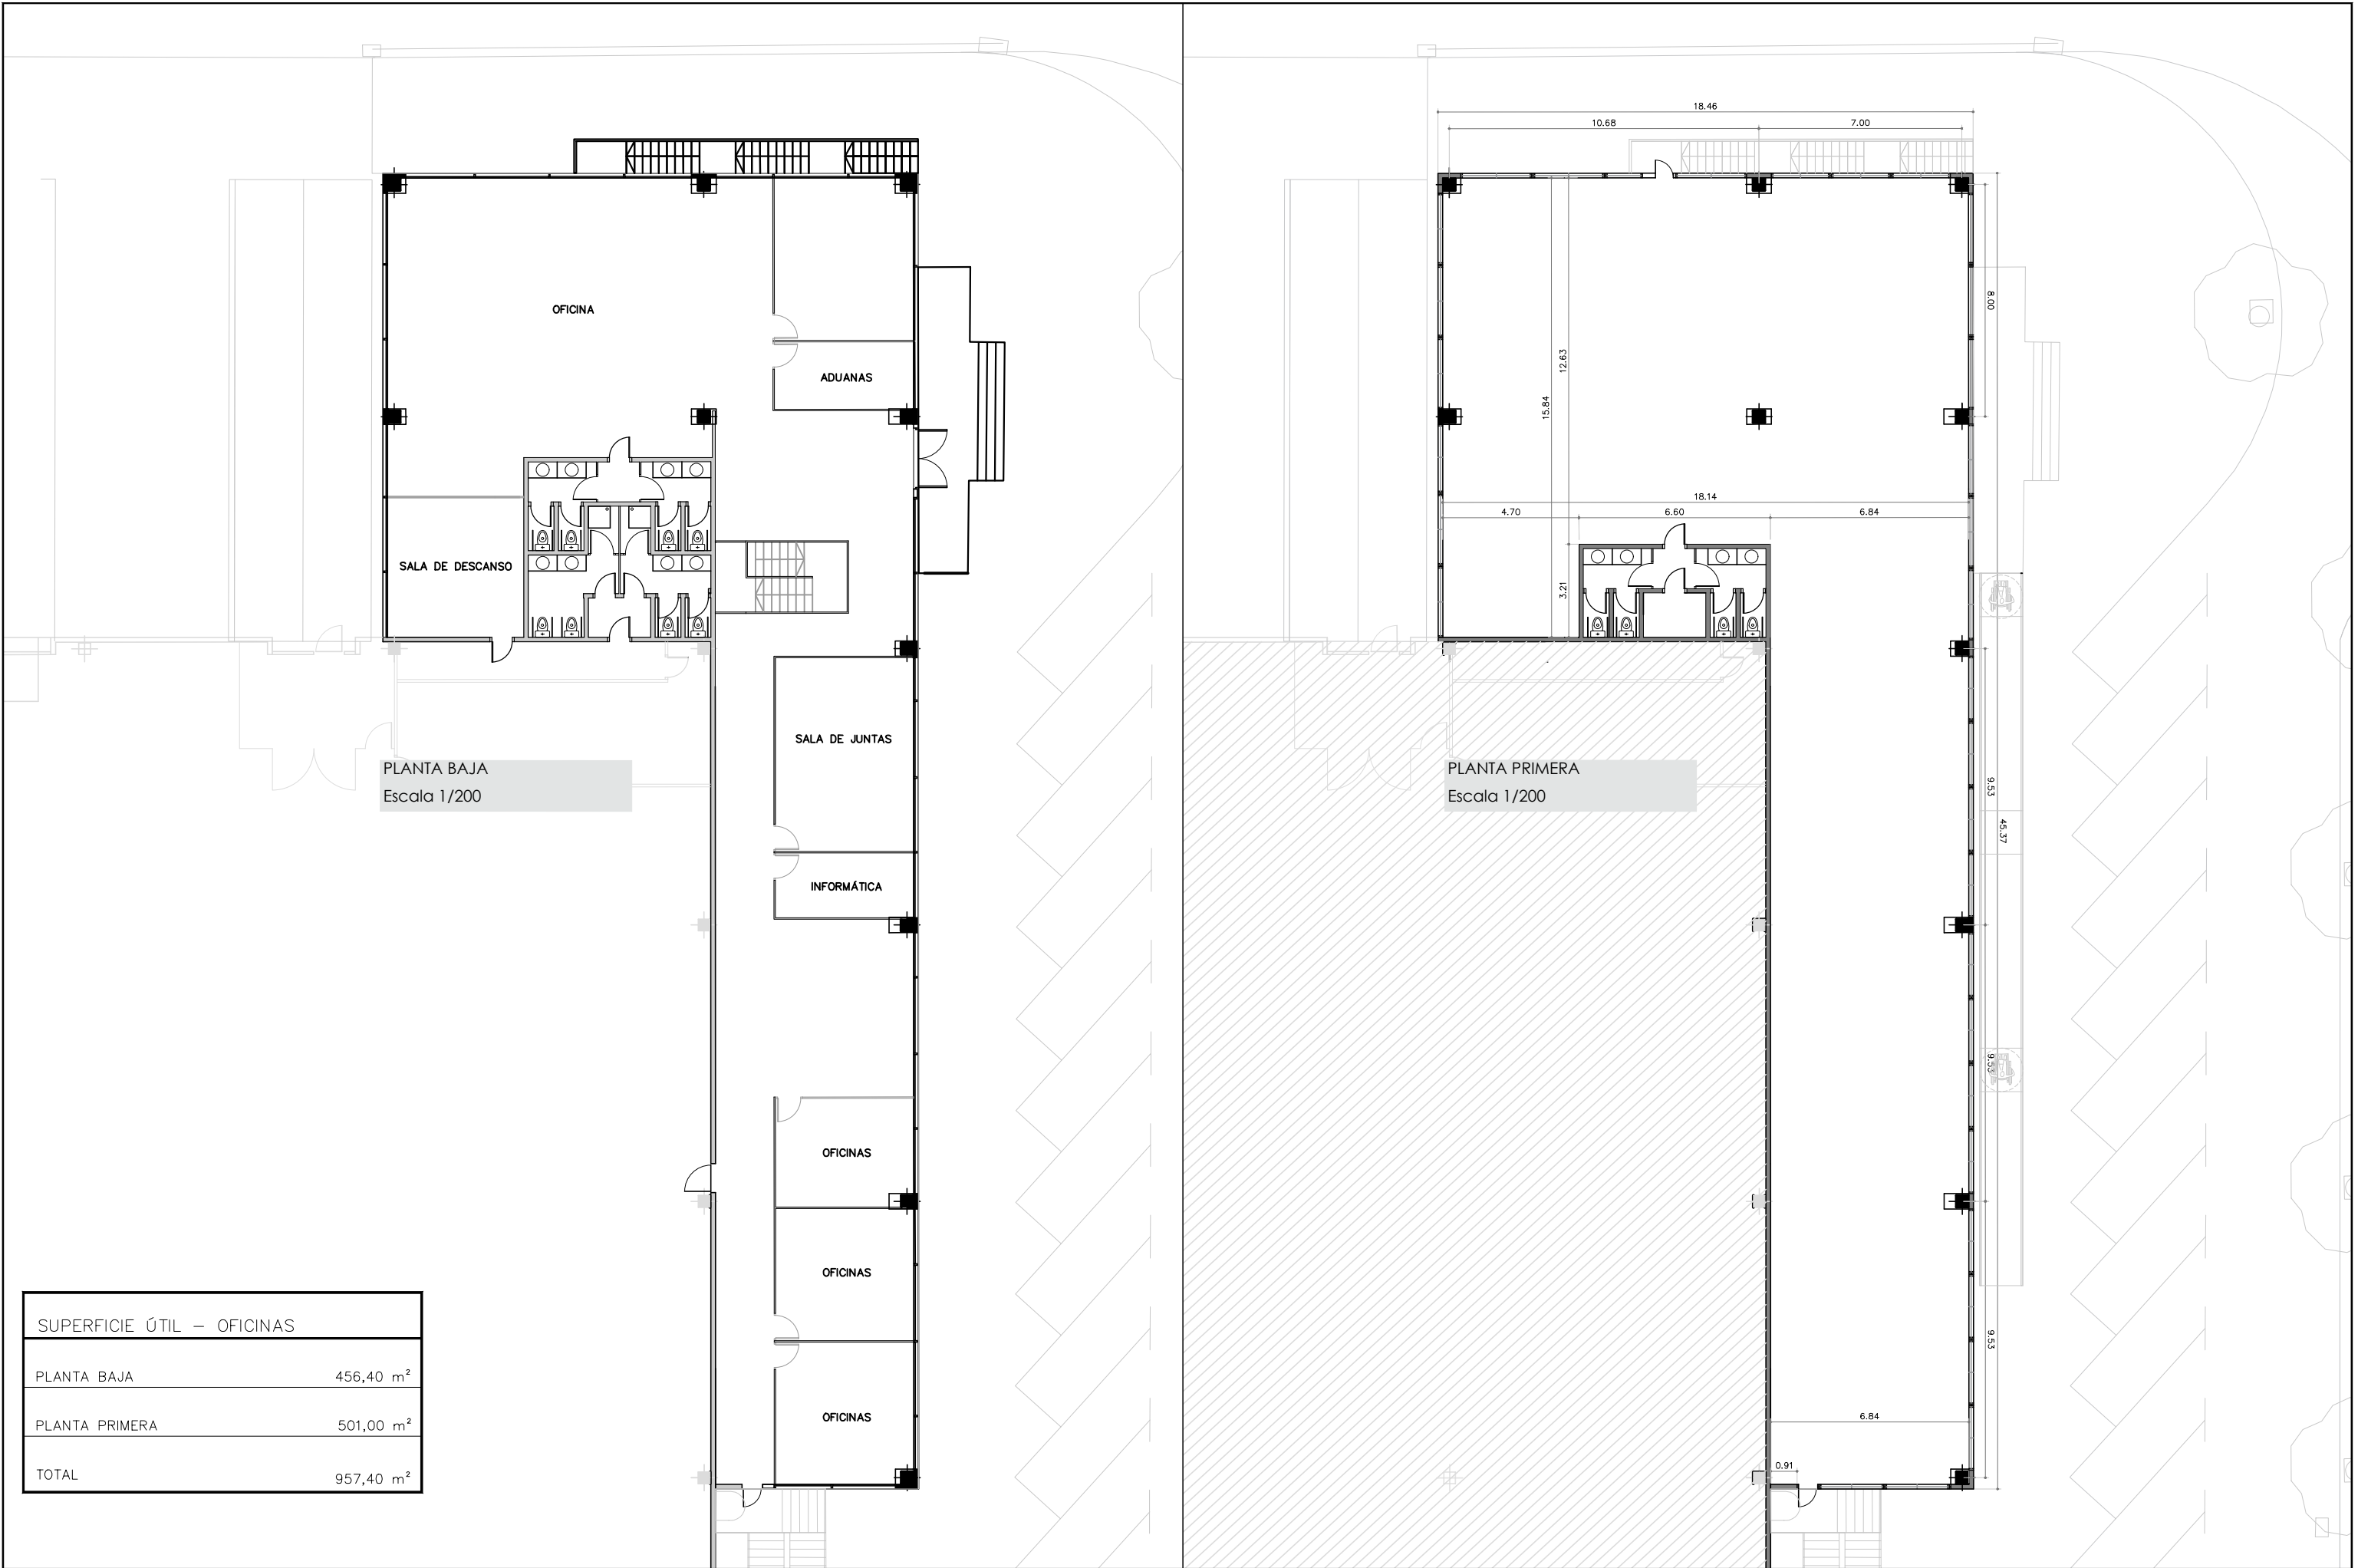 OFICINA
ADUANAS
SALA DE DESCANSO
SALA DE JUNTAS
PLANTA BAJA
Escala 1/200
INFORMÁTICA
OFICINAS
OFICINAS
OFICINAS
SUPERFICIE ÚTIL – OFICINAS
PLANTA BAJA 456,40 m²
PLANTA PRIMERA 501,00 m²
TOTAL 957,40 m²
18.46
10.68 7.00
8.00
12.63
15.84
18.14
4.70 6.60 6.84
3.21
PLANTA PRIMERA
Escala 1/200
9.53
45.37
9.53
9.53
6.84
0.91